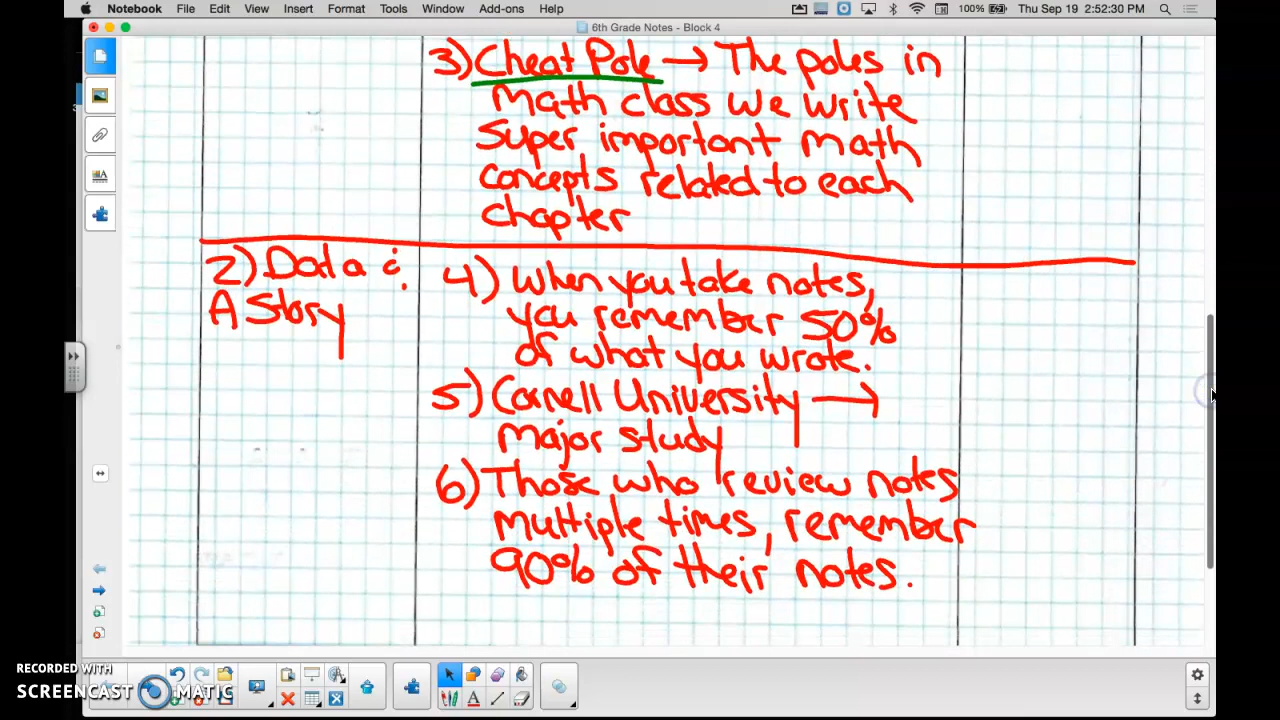 Notebook File Edit View Insert Format Tools Window Add-ons Help 100% Thu Sep 19 2:52:30 PM
6th Grade Notes - Block 4
3) Cheat Pole → The poles in
Math class we write
super important math
concepts related to each
chapter
2) Data &
A Story
4) When you take notes,
you remember 50%
of what you wrote.
5) Cornell University →
Major study
6) Those who review notes
multiple times, remember
90% of their notes.
RECORDED WITH
SCREENCAST MATIC